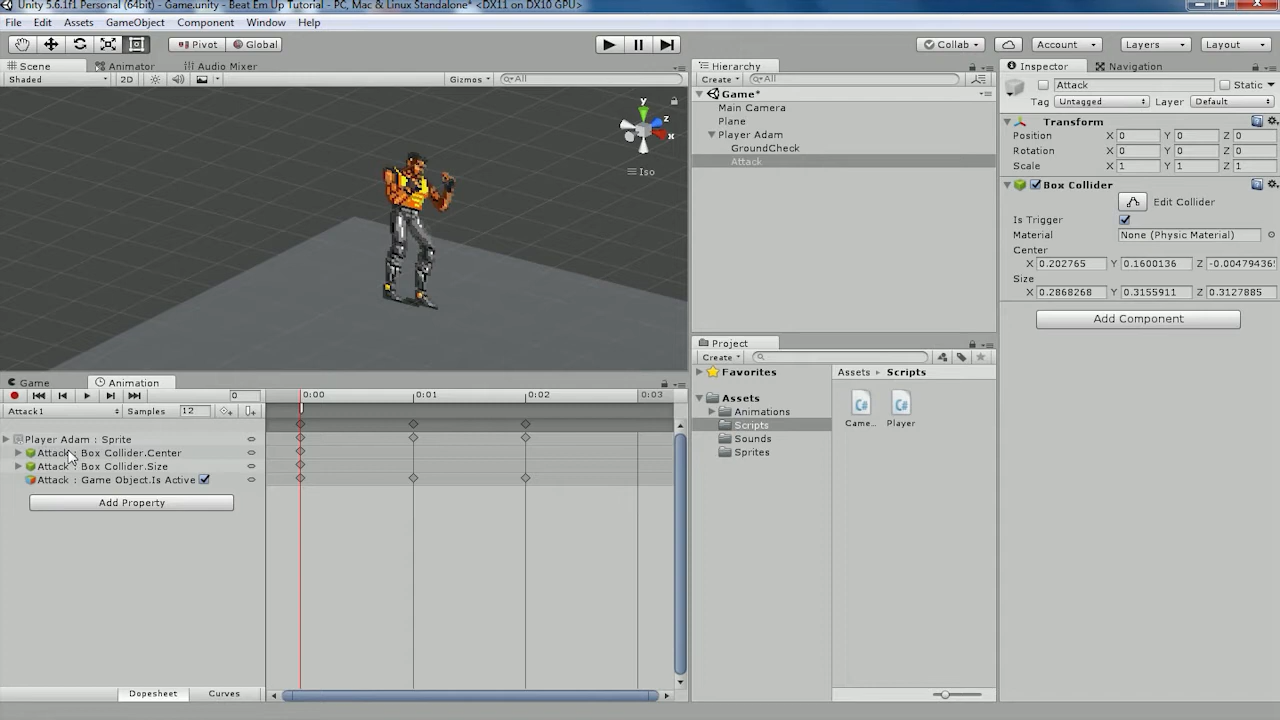 Unity 5.6.1f1 Personal (64bit) - Game.unity - Beat Em Up Tutorial - PC, Mac & Linux Standalone* <DX11 on DX10 GPU>
File Edit Assets GameObject Component Window Help
Pivot Global Collab Account Layers Layout
Scene Animator Audio Mixer
Shaded 2D Gizmos All
y
z
x
Iso
Hierarchy
Create All
Game*
Main Camera
Plane
Player Adam
GroundCheck
Attack
Inspector Navigation
Attack Static
Tag Untagged Layer Default
Transform
Position X 0 Y 0 Z 0
Rotation X 0 Y 0 Z 0
Scale X 1 Y 1 Z 1
Box Collider
Edit Collider
Is Trigger
Material None (Physic Material)
Center
X 0.202765 Y 0.1600136 Z -0.004794365
Size
X 0.2868268 Y 0.3155911 Z 0.3127885
Add Component
Project
Create
Favorites
Assets
Animations
Scripts
Sounds
Sprites
Assets Scripts
C# C#
Came... Player
Game Animation
0 0:00 0:01 0:02 0:03
Attack1 Samples 12
Player Adam : Sprite
Attack : Box Collider.Center
Attack : Box Collider.Size
Attack : Game Object.Is Active
Add Property
Dopesheet Curves